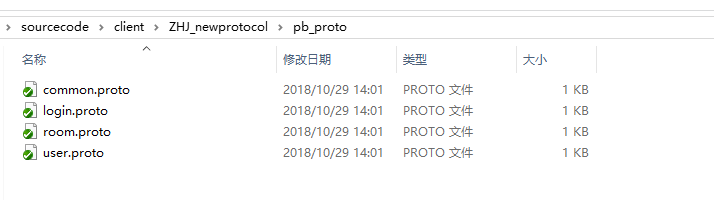 sourcecode > client > ZHJ_newprotocol > pb_proto
名称 修改日期 类型 大小
common.proto 2018/10/29 14:01 PROTO 文件 1 KB
login.proto 2018/10/29 14:01 PROTO 文件 1 KB
room.proto 2018/10/29 14:01 PROTO 文件 1 KB
user.proto 2018/10/29 14:01 PROTO 文件 1 KB